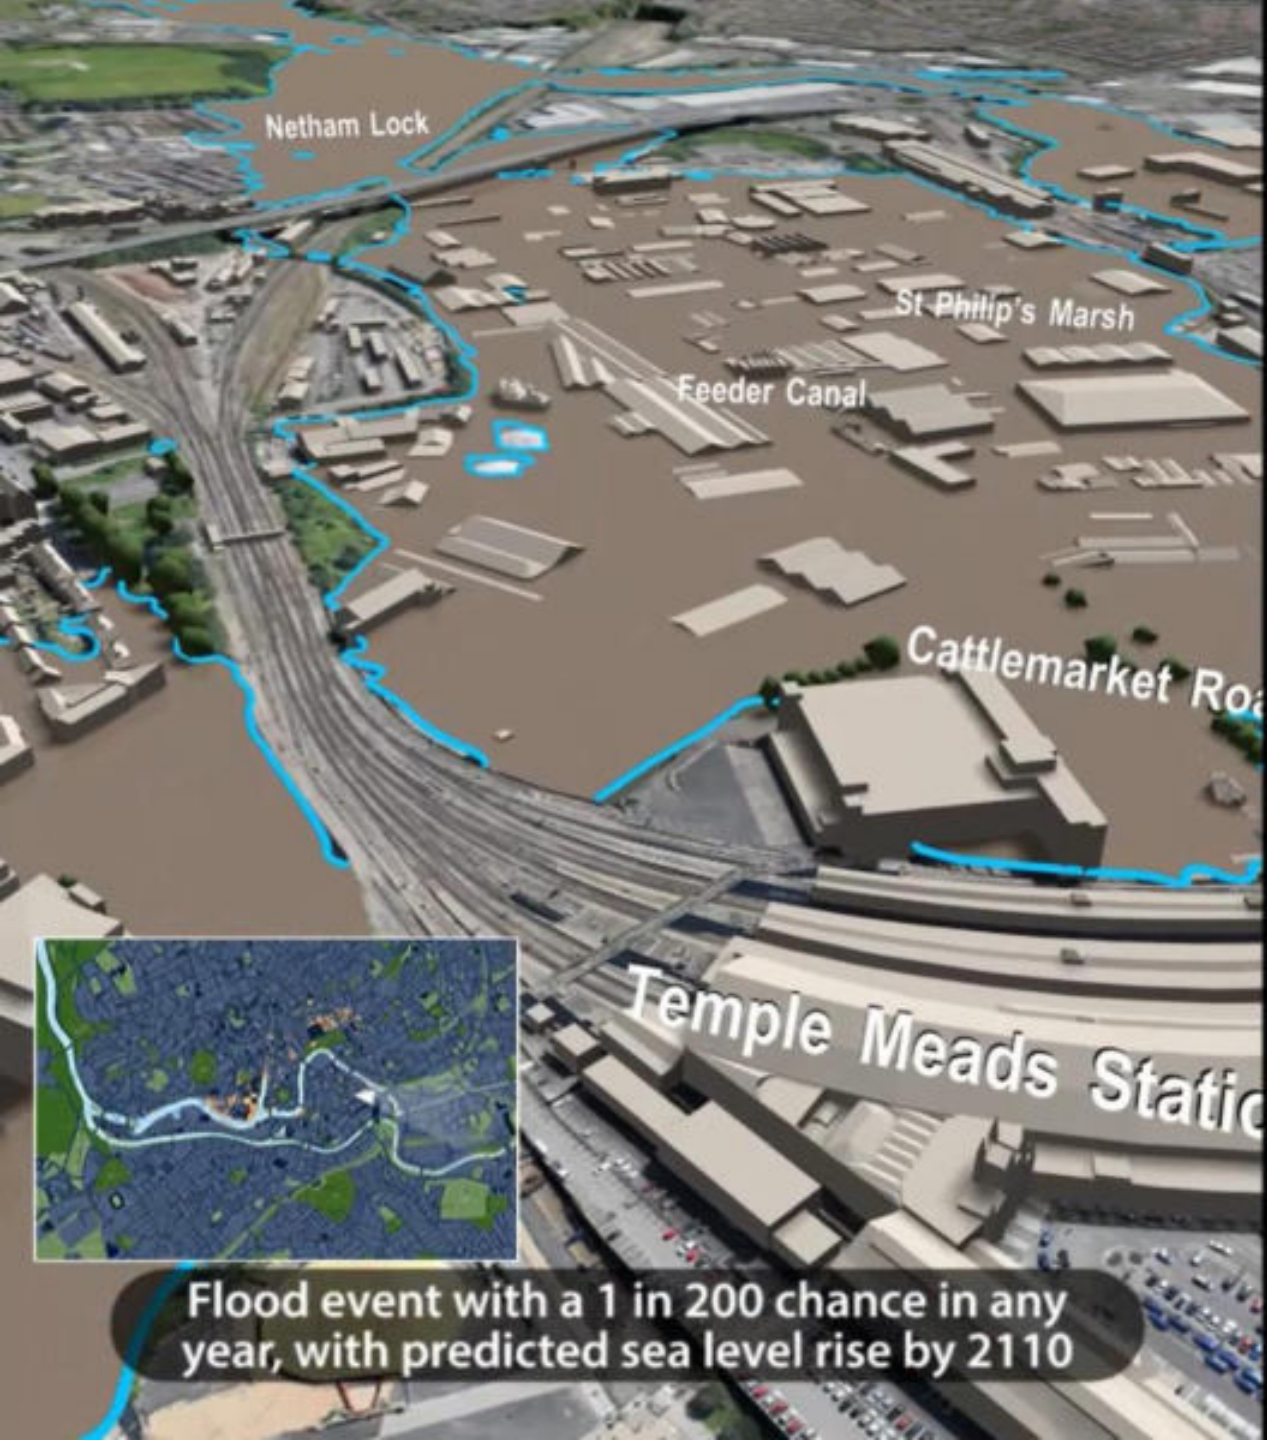 Netham Lock
St Philip's Marsh
Feeder Canal
Cattlemarket Roa
Temple Meads Static
Flood event with a 1 in 200 chance in any
year, with predicted sea level rise by 2110